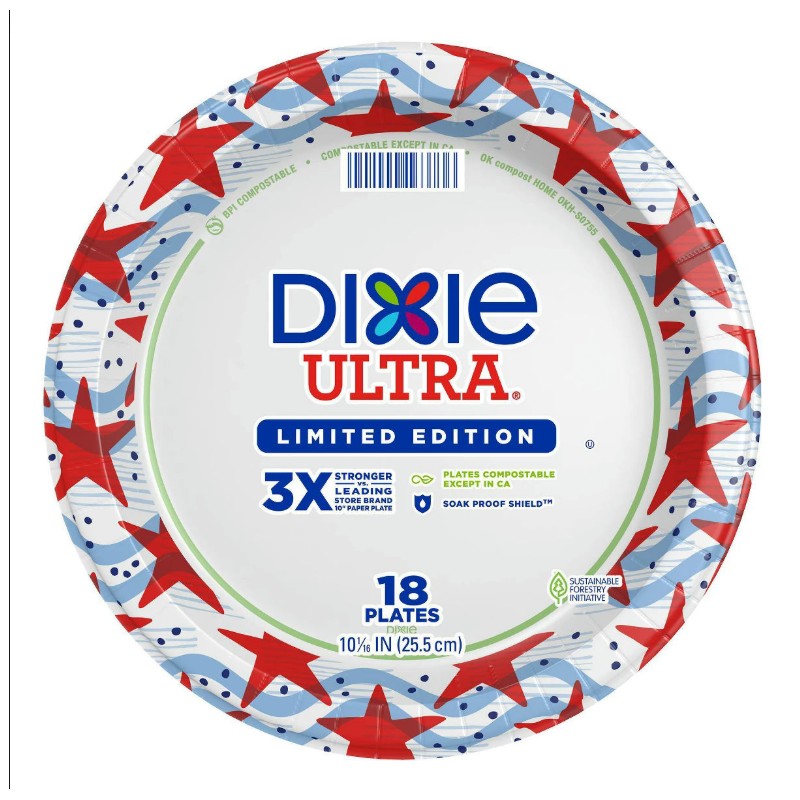 BPI COMPOSTABLE • COMPOSTABLE EXCEPT IN CA • OK compost HOME OKH-S0755
DIXIE
ULTRA®
LIMITED EDITION
U
3X
STRONGER
VS.
LEADING
STORE BRAND
10" PAPER PLATE
PLATES COMPOSTABLE
EXCEPT IN CA
SOAK PROOF SHIELD™
SUSTAINABLE
FORESTRY
INITIATIVE
18
PLATES
DIXIE
10 1/16 IN (25.5 cm)